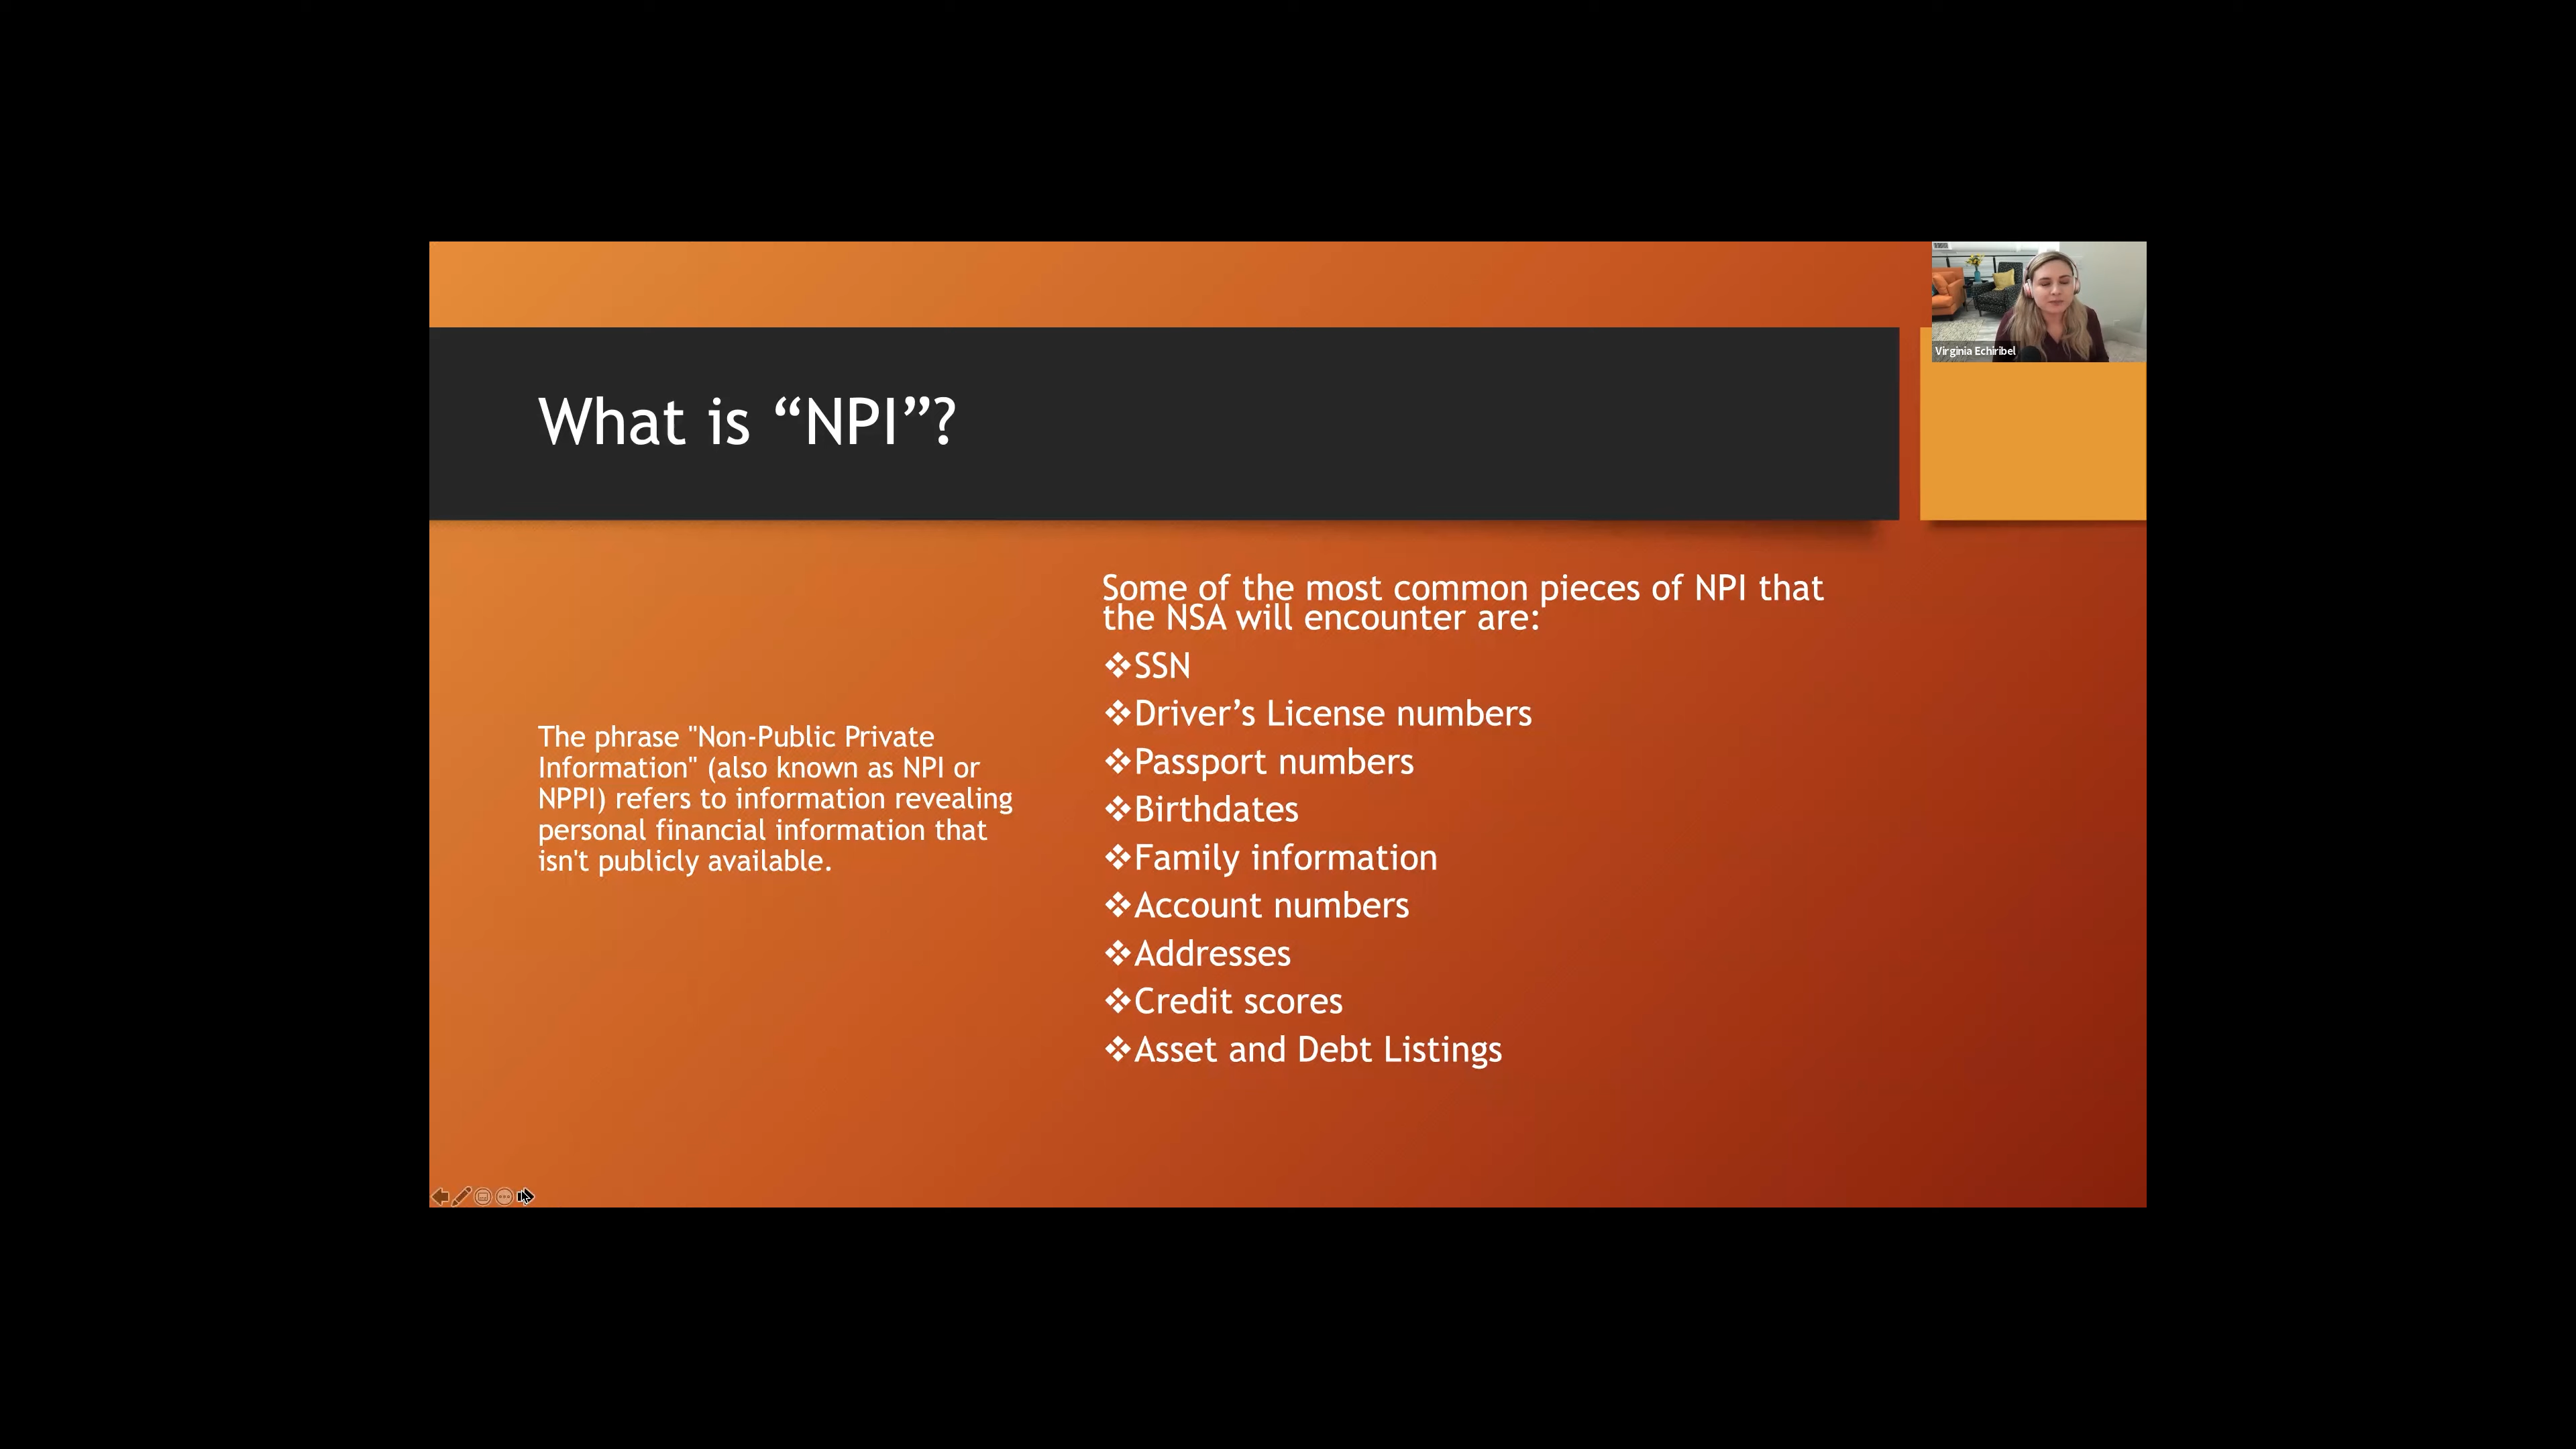 Virginia Echiribel
What is “NPI”?
The phrase "Non-Public Private
Information" (also known as NPI or
NPPI) refers to information revealing
personal financial information that
isn't publicly available.
Some of the most common pieces of NPI that
the NSA will encounter are:
❖SSN
❖Driver’s License numbers
❖Passport numbers
❖Birthdates
❖Family information
❖Account numbers
❖Addresses
❖Credit scores
❖Asset and Debt Listings